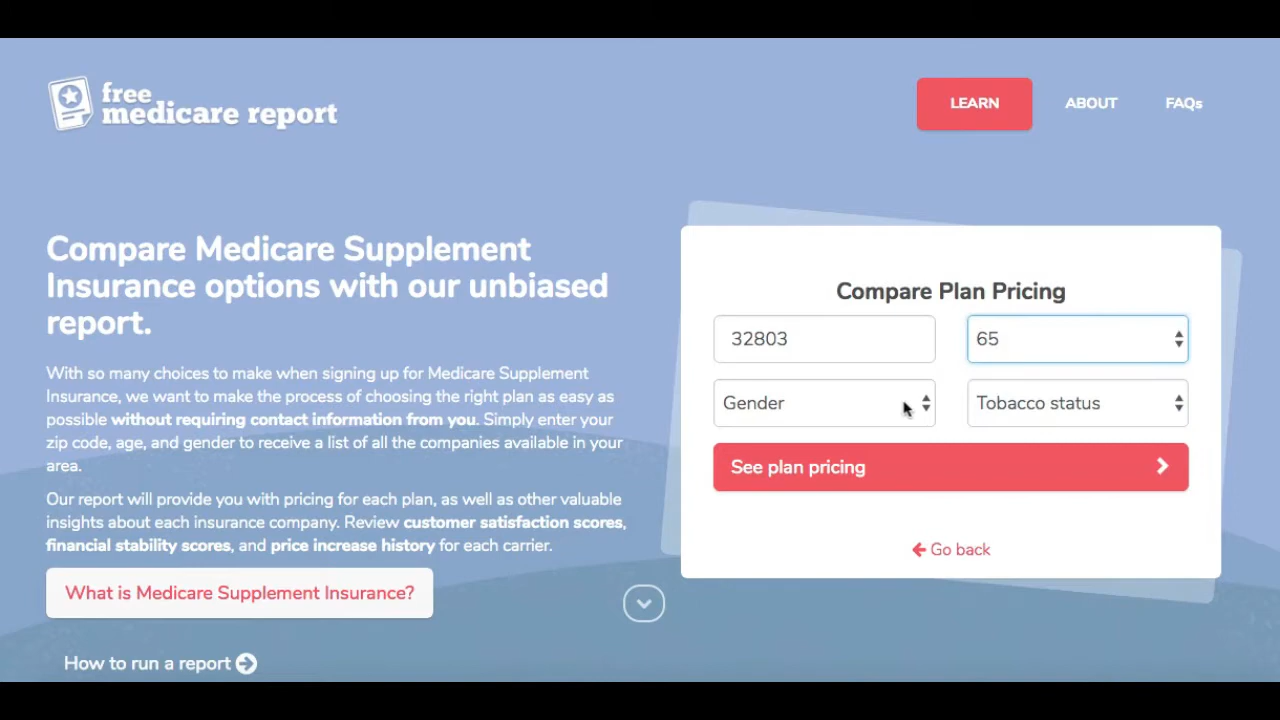 free
medicare report
LEARN
ABOUT
FAQs
Compare Medicare Supplement
Insurance options with our unbiased
report.
With so many choices to make when signing up for Medicare Supplement
Insurance, we want to make the process of choosing the right plan as easy as
possible without requiring contact information from you. Simply enter your
zip code, age, and gender to receive a list of all the companies available in your
area.
Our report will provide you with pricing for each plan, as well as other valuable
insights about each insurance company. Review customer satisfaction scores,
financial stability scores, and price increase history for each carrier.
What is Medicare Supplement Insurance?
How to run a report
Compare Plan Pricing
32803
65
Gender
Tobacco status
See plan pricing
Go back